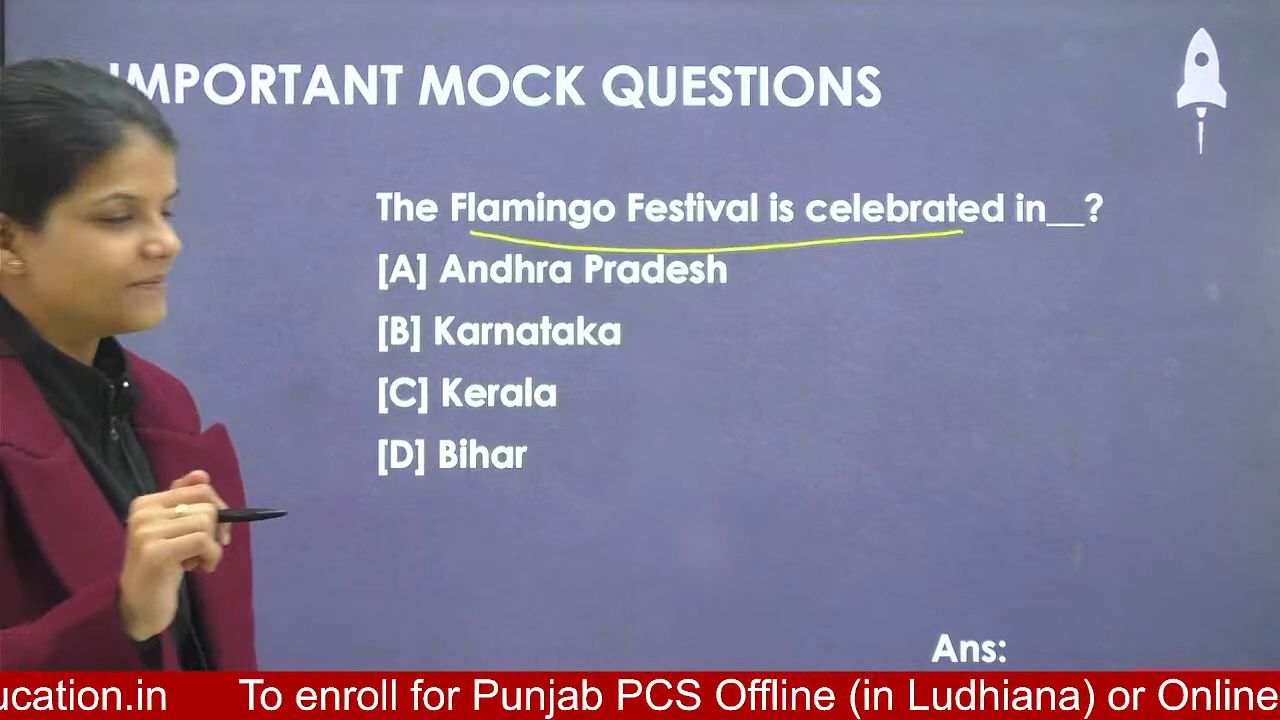 IMPORTANT MOCK QUESTIONS
The Flamingo Festival is celebrated in__?
[A] Andhra Pradesh
[B] Karnataka
[C] Kerala
[D] Bihar
Ans:
ucation.in To enroll for Punjab PCS Offline (in Ludhiana) or Online